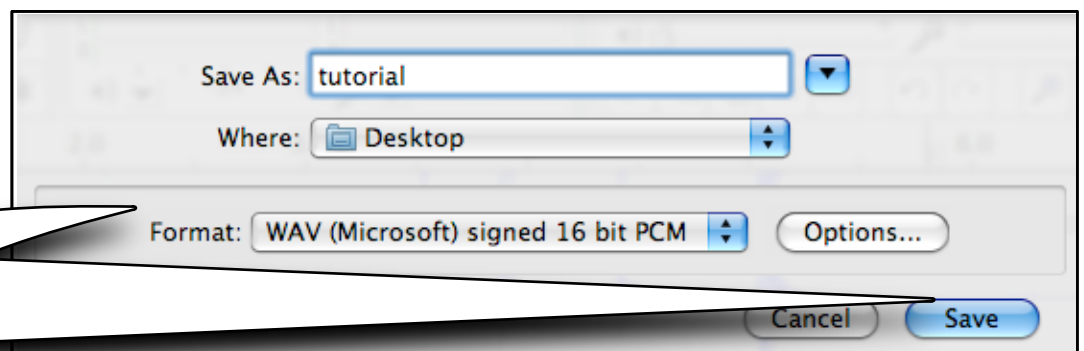 Save As: tutorial
Where: Desktop
Format: WAV (Microsoft) signed 16 bit PCM Options...
Cancel Save